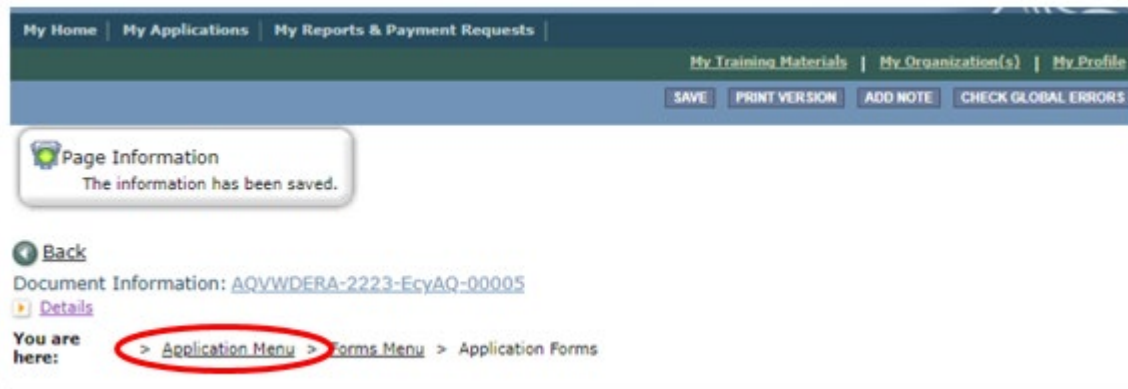 My Home | My Applications | My Reports & Payment Requests |
My Training Materials | My Organization(s) | My Profile
SAVE PRINT VERSION ADD NOTE CHECK GLOBAL ERRORS
Page Information
The information has been saved.
Back
Document Information: AQVWDERA-2223-EcyAQ-00005
Details
You are here: > Application Menu > Forms Menu > Application Forms